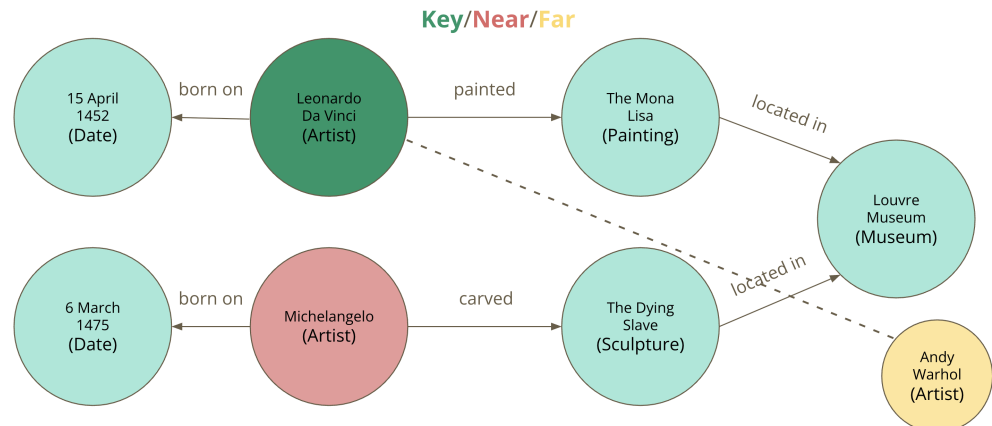 Key/Near/Far
15 April
1452
(Date)
born on
Leonardo
Da Vinci
(Artist)
painted
The Mona
Lisa
(Painting)
located in
Louvre
Museum
(Museum)
6 March
1475
(Date)
born on
Michelangelo
(Artist)
carved
The Dying
Slave
(Sculpture)
located in
Andy
Warhol
(Artist)